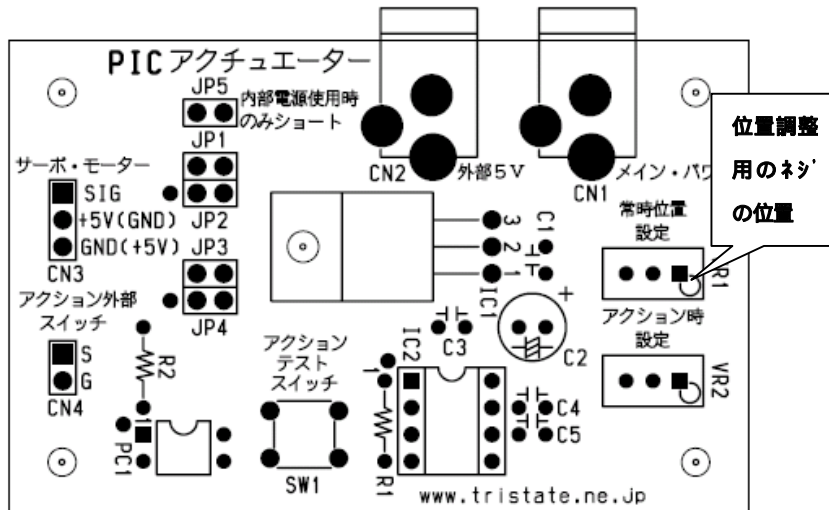 PICアクチュエーター
JP5
内部電源使用時
のみショート
JP1
サーボ・モーター
SIG
+5V(GND)
JP2
GND(+5V)
JP3
CN3
アクション外部
スイッチ
JP4
S
G
CN4
R2
1
PC1
アクション
テスト
スイッチ
SW1
CN2
外部5V
CN1
メイン・パワ
位置調整
用のネジ
の位置
常時位置
設定
VR1
アクション時
設定
VR2
3
2
1
IC1
C1
+
C2
C3
IC2
1
R1
C4
C5
www.tristate.ne.jp